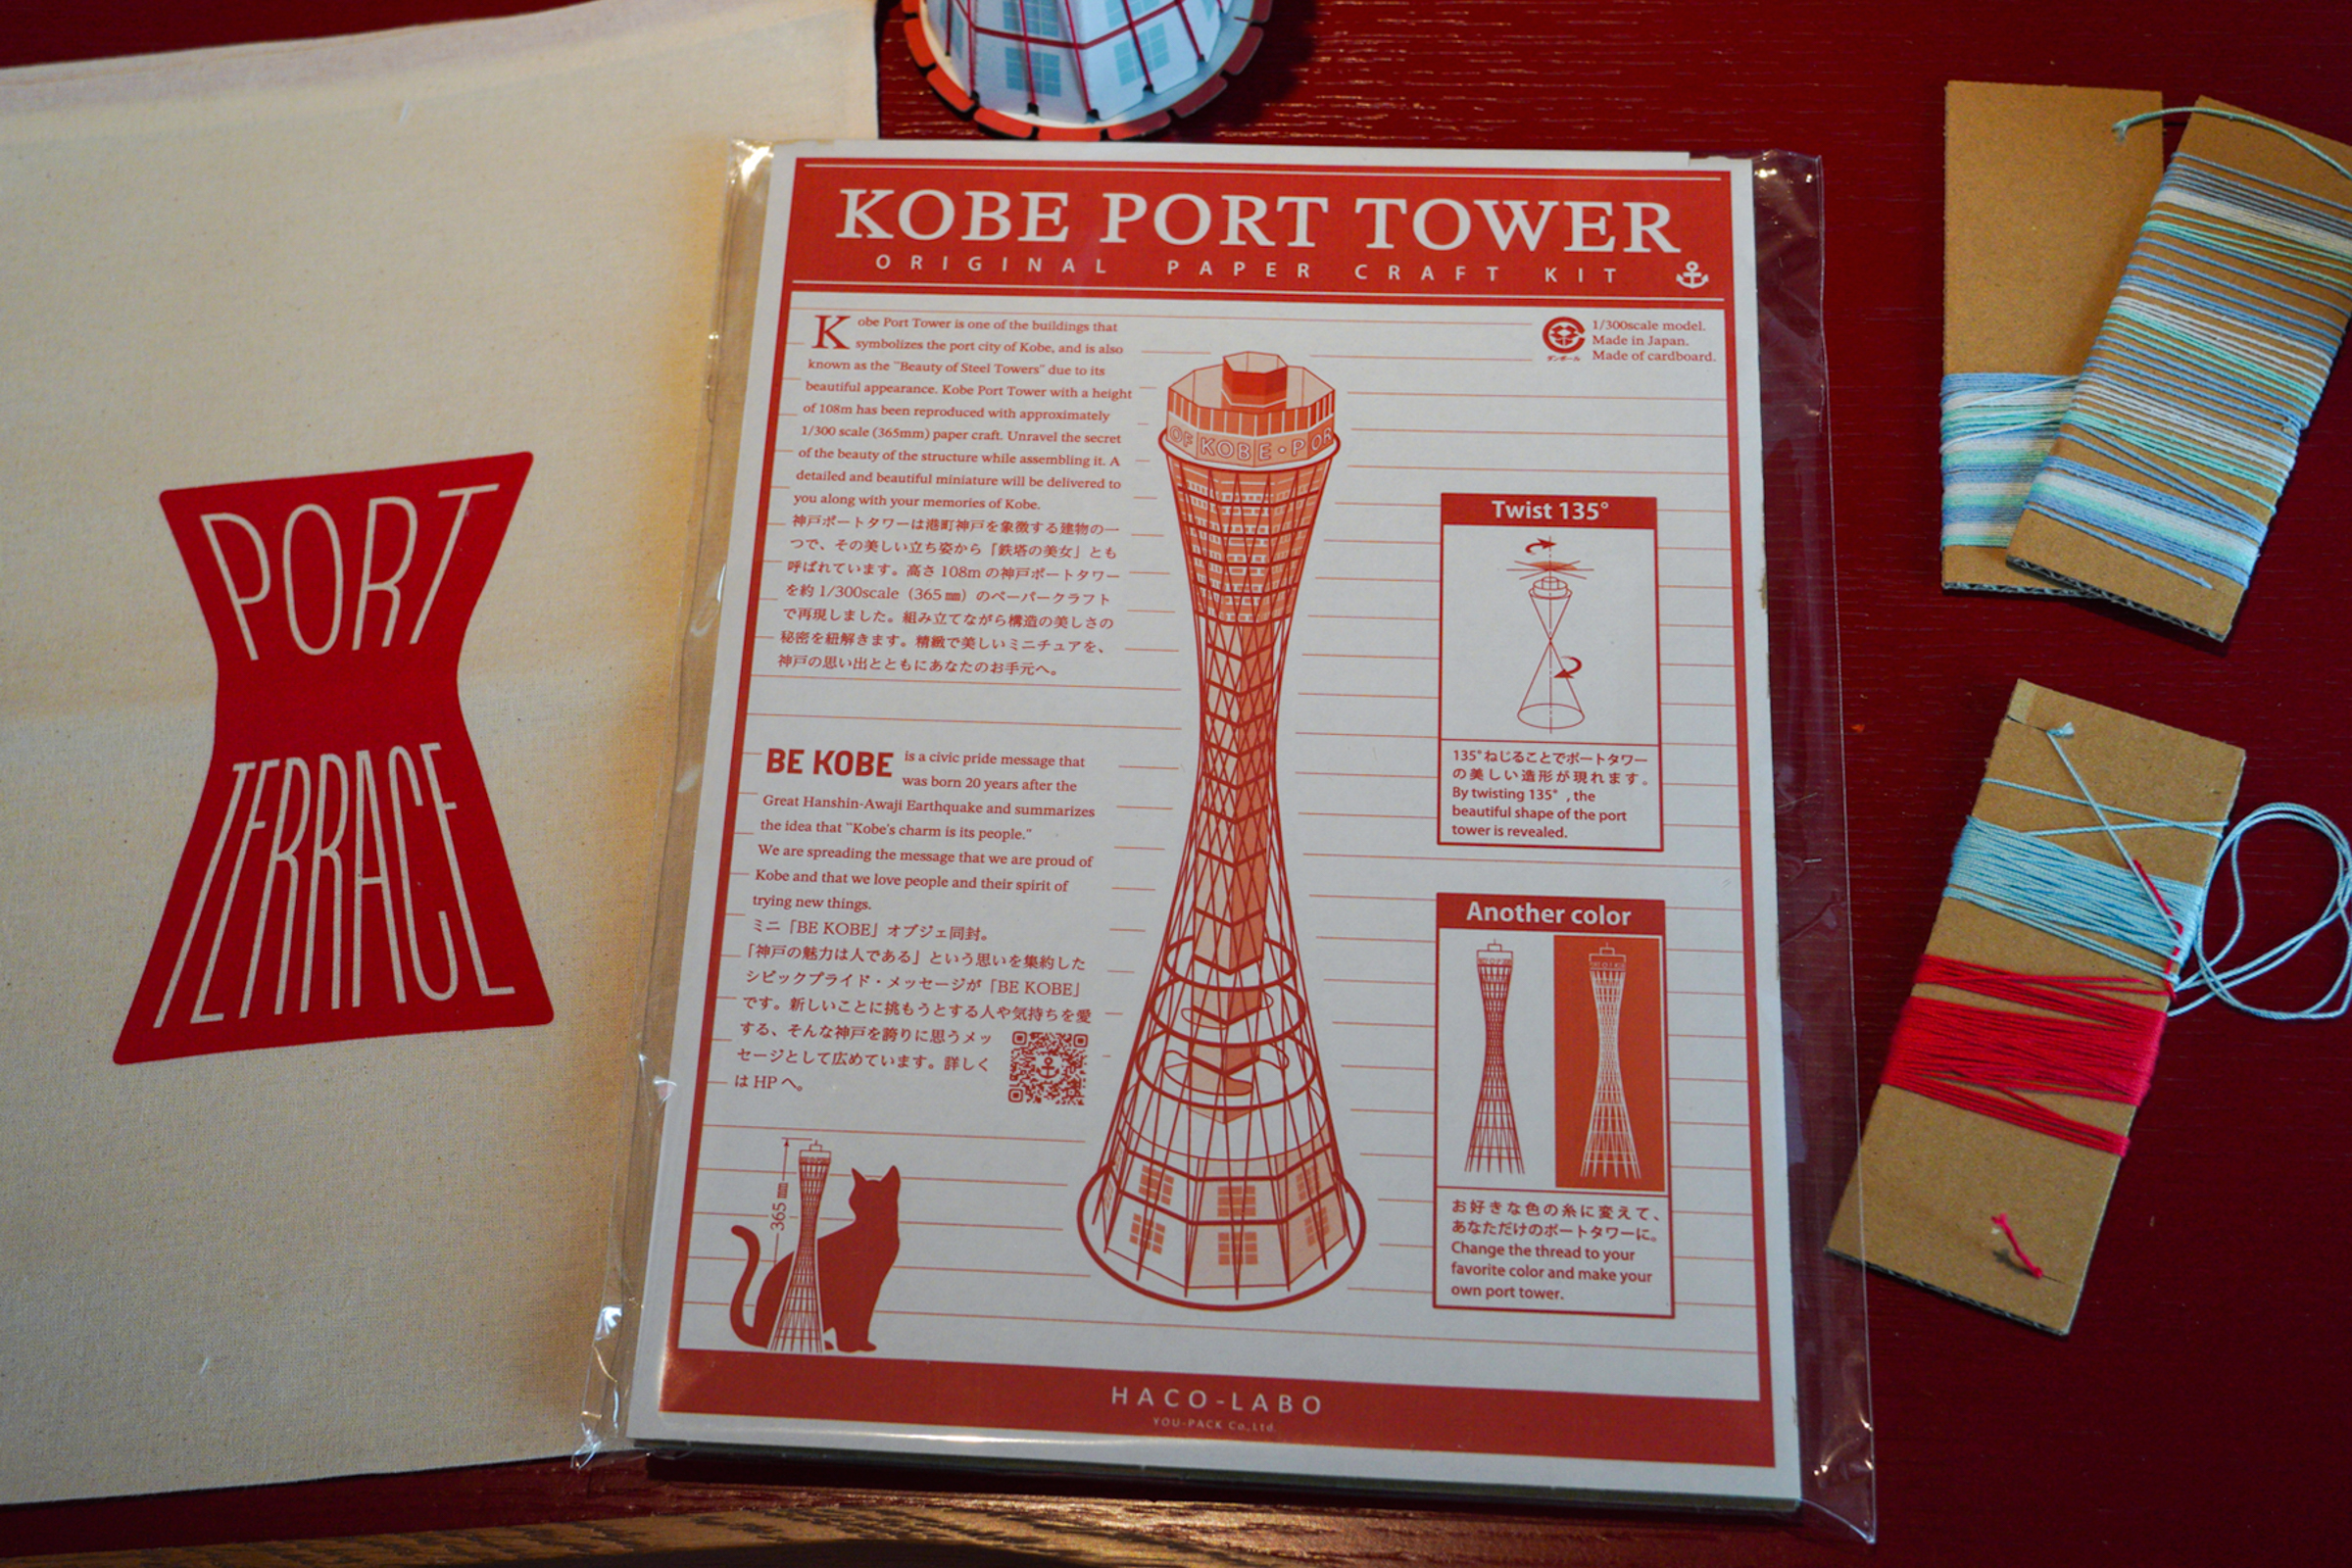 PORT
TERRACE
KOBE PORT TOWER
ORIGINAL PAPER CRAFT KIT
Kobe Port Tower is one of the buildings that
symbolizes the port city of Kobe, and is also
known as the "Beauty of Steel Towers" due to its
beautiful appearance. Kobe Port Tower with a height
of 108m has been reproduced with approximately
1/300 scale (365mm) paper craft. Unravel the secret
of the beauty of the structure while assembling it. A
detailed and beautiful miniature will be delivered to
you along with your memories of Kobe.
神戸ポートタワーは港町神戸を象徴する建物の一
つで、その美しい立ち姿から「鉄塔の美女」とも
呼ばれています。高さ 108m の神戸ポートタワー
を約 1/300scale（365 ㎜）のペーパークラフト
で再現しました。組み立てながら構造の美しさの
秘密を紐解きます。精緻で美しいミニチュアを、
神戸の思い出とともにあなたのお手元へ。
BE KOBE is a civic pride message that
was born 20 years after the
Great Hanshin-Awaji Earthquake and summarizes
the idea that "Kobe's charm is its people."
We are spreading the message that we are proud of
Kobe and that we love people and their spirit of
trying new things.
ミニ「BE KOBE」オブジェ同封。
「神戸の魅力は人である」という思いを集約した
シビックプライド・メッセージが「BE KOBE」
です。新しいことに挑もうとする人や気持ちを愛
する、そんな神戸を誇りに思うメッ
セージとして広めています。詳しく
は HP へ。
365 ㎜
OF KOBE・POR
ダンボール
1/300scale model.
Made in Japan.
Made of cardboard.
Twist 135°
135°ねじることでポートタワー
の美しい造形が現れます。
By twisting 135° , the
beautiful shape of the port
tower is revealed.
Another color
お好きな色の糸に変えて、
あなただけのポートタワーに。
Change the thread to your
favorite color and make your
own port tower.
HACO-LABO
YOU-PACK Co.,Ltd.